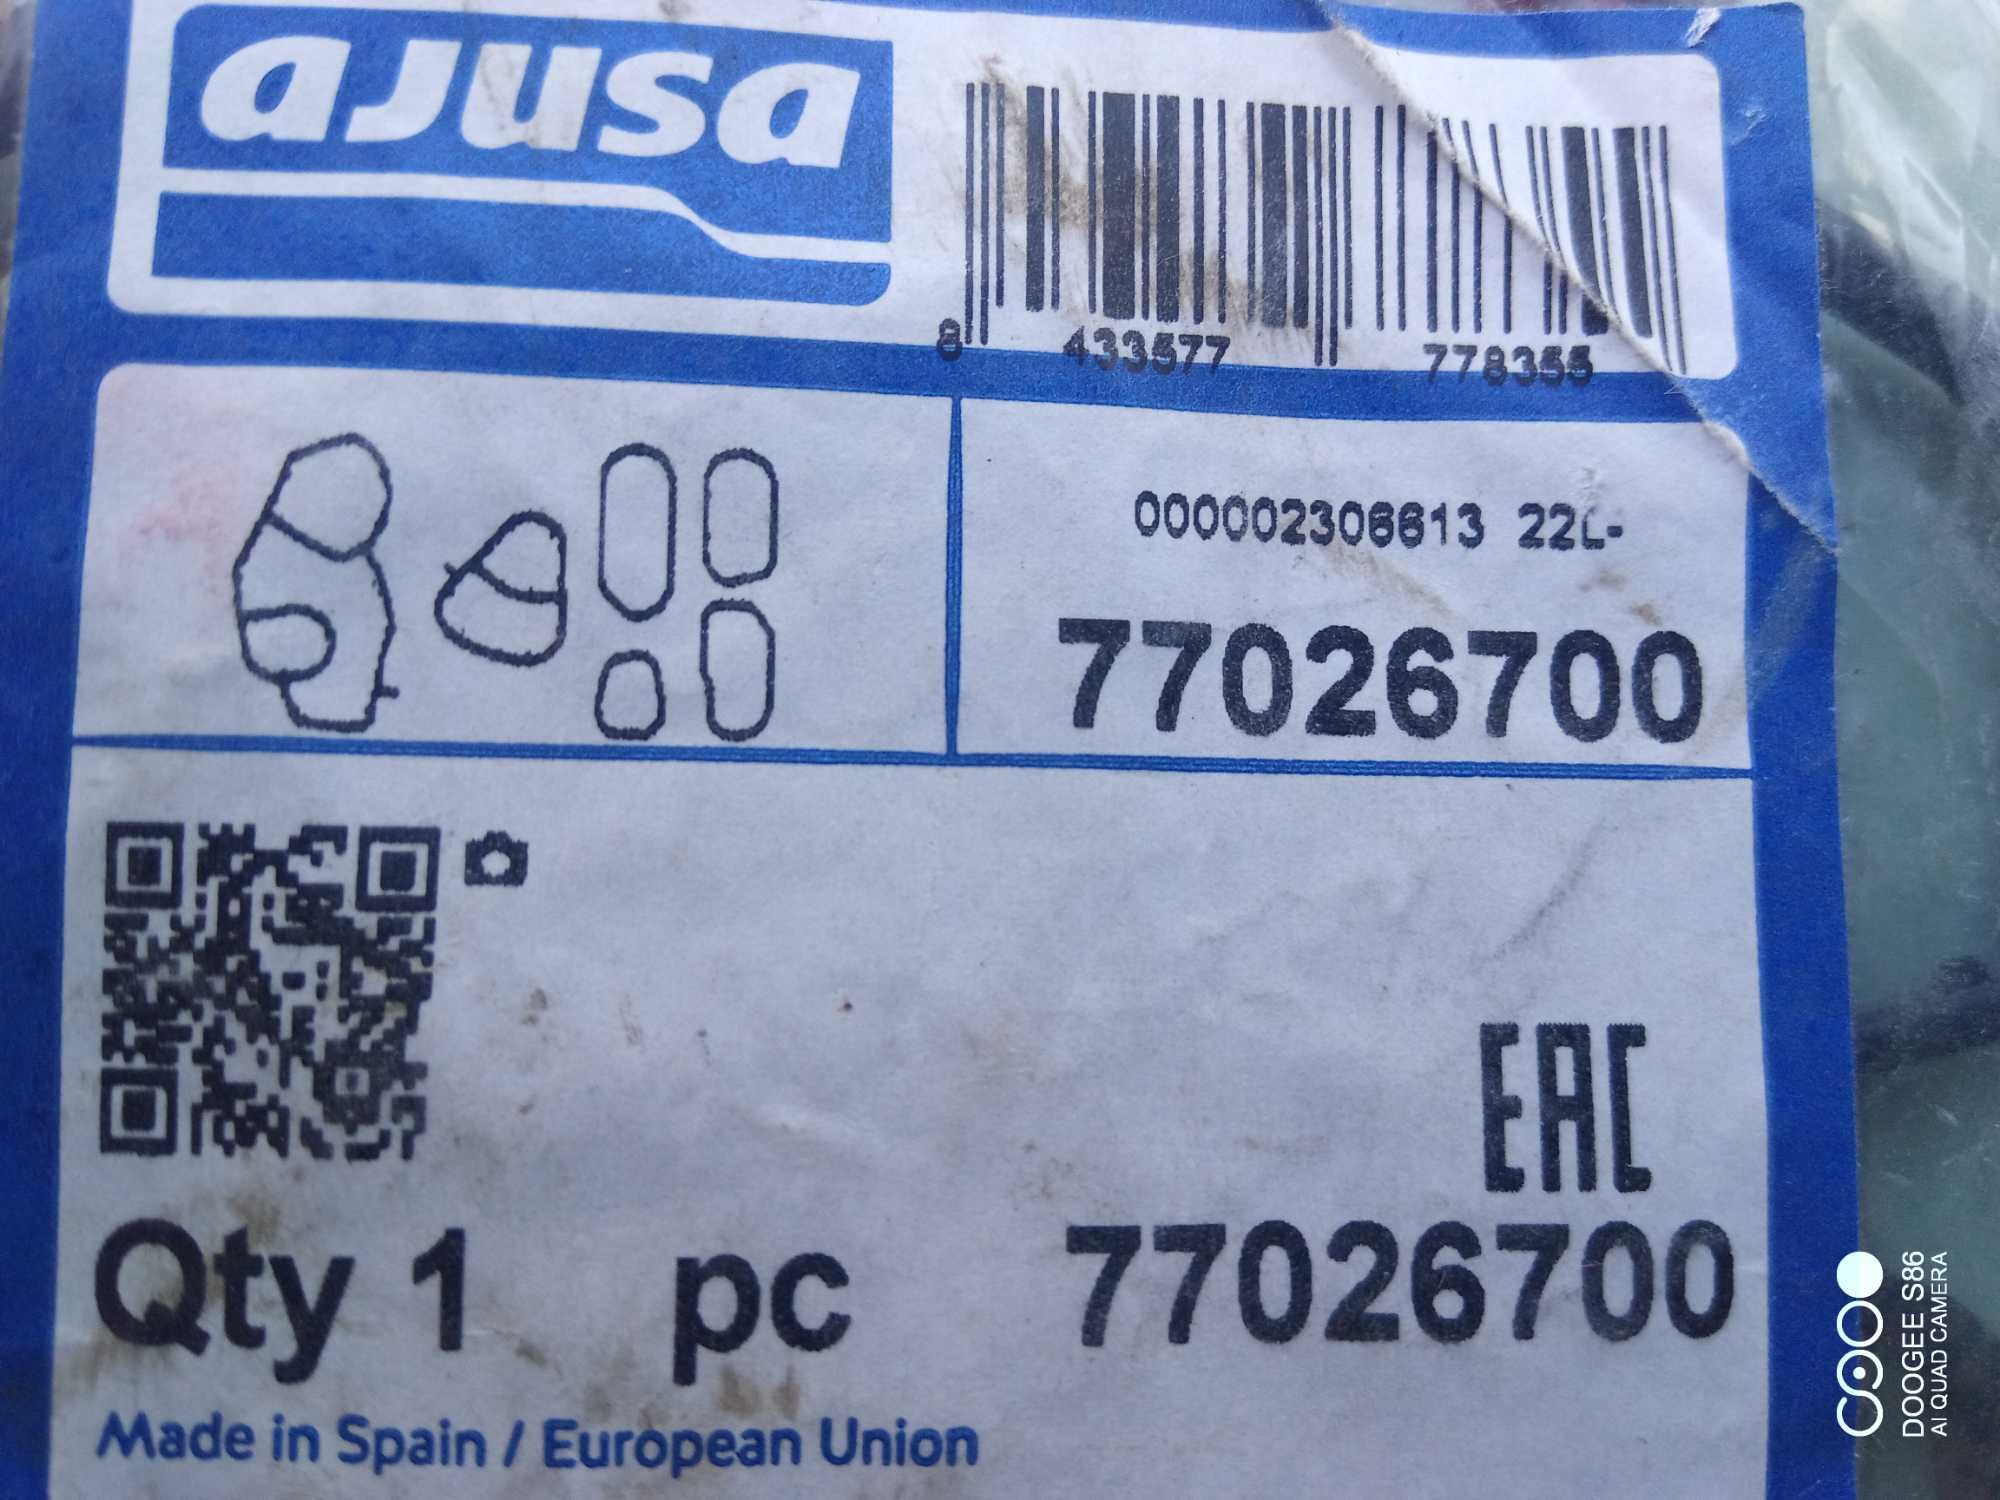 ajusa
8 433577 778355
000002306613 22L-
77026700
EAC
Qty 1 pc 77026700
Made in Spain / European Union
DOOGEE S86
AI QUAD CAMERA